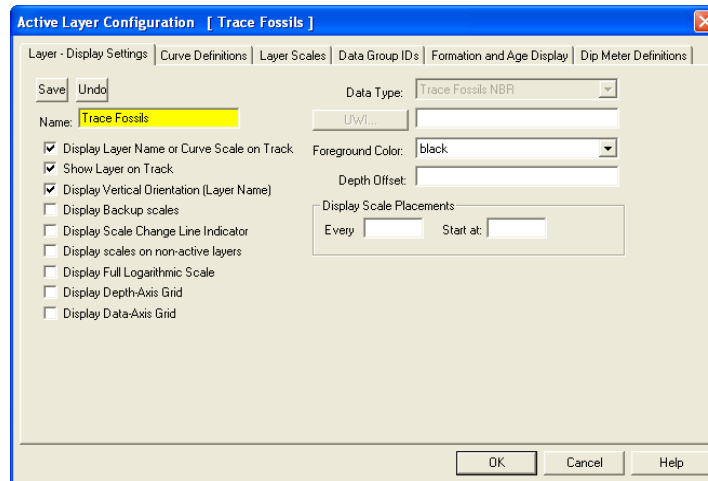 Active Layer Configuration [ Trace Fossils ]
Layer - Display Settings Curve Definitions Layer Scales Data Group IDs Formation and Age Display Dip Meter Definitions
Save Undo
Name: Trace Fossils
Display Layer Name or Curve Scale on Track
Show Layer on Track
Display Vertical Orientation (Layer Name)
Display Backup scales
Display Scale Change Line Indicator
Display scales on non-active layers
Display Full Logarithmic Scale
Display Depth-Axis Grid
Display Data-Axis Grid
Data Type: Trace Fossils NBR
UWI...
Foreground Color: black
Depth Offset:
Display Scale Placements
Every Start at:
OK Cancel Help